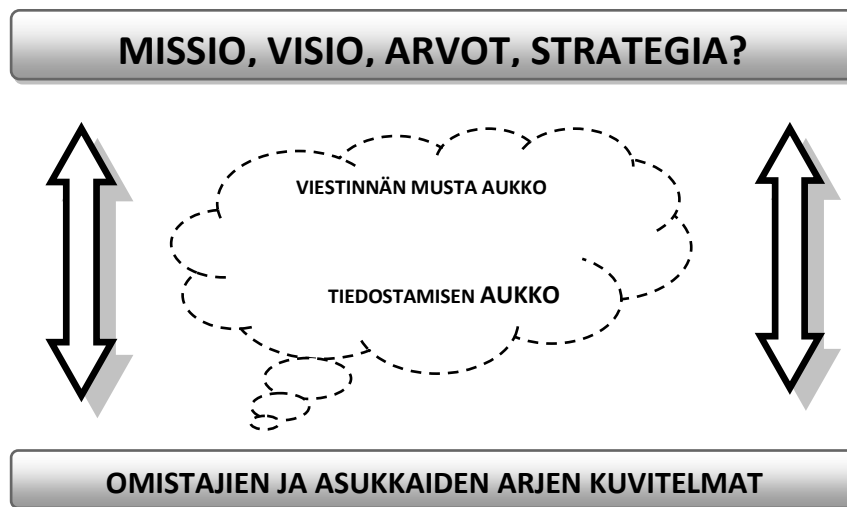 MISSIO, VISIO, ARVOT, STRATEGIA?
VIESTINNÄN MUSTA AUKKO
TIEDOSTAMISEN AUKKO
OMISTAJIEN JA ASUKKAIDEN ARJEN KUVITELMAT